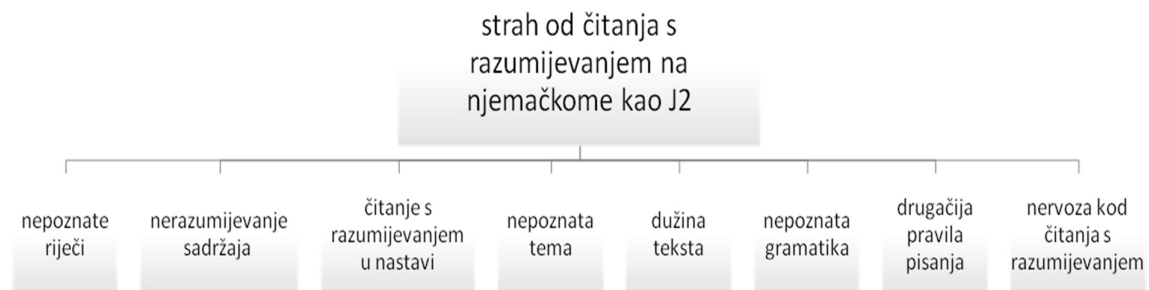 strah od čitanja s
razumijevanjem na
njemačkome kao J2
nepoznate
riječi
nerazumijevanje
sadržaja
čitanje s
razumijevanjem
u nastavi
nepoznata
tema
dužina
teksta
nepoznata
gramatika
drugačija
pravila
pisanja
nervoza kod
čitanja s
razumijevanjem